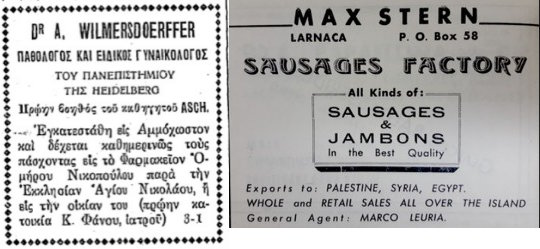 DR A. WILMERSDOERFFER
ΠΑΘΟΛΟΓΟΣ ΚΑΙ ΕΙΔΙΚΟΣ ΓΥΝΑΙΚΟΛΟΓΟΣ
ΤΟΥ ΠΑΝΕΠΙΣΤΗΜΙΟΥ
ΤΗΣ HEIDELBERG
Πρῴην βοηθὸς τοῦ καθηγητοῦ ASCH.
Ἐγκατεστάθη εἰς Ἀμμόχωστον
καὶ δέχεται καθημερινῶς τοὺς
πάσχοντας εἰς τὸ Φαρμακεῖον Ὁ-
μήρου Νικοπούλου παρὰ τὴν
Ἐκκλησίαν Ἁγίου Νικολάου, ἢ
εἰς τὴν οἰκίαν του (πρῴην κα-
τοικία Κ. Φάνου, ἰατροῦ) 3-1
MAX STERN
LARNACA P. O. Box 58
SAUSAGES FACTORY
All Kinds of:
SAUSAGES
&
JAMBONS
In the Best Quality
Exports to: PALESTINE, SYRIA, EGYPT.
WHOLE and RETAIL SALES ALL OVER THE ISLAND
General Agent: MARCO LEURIA.